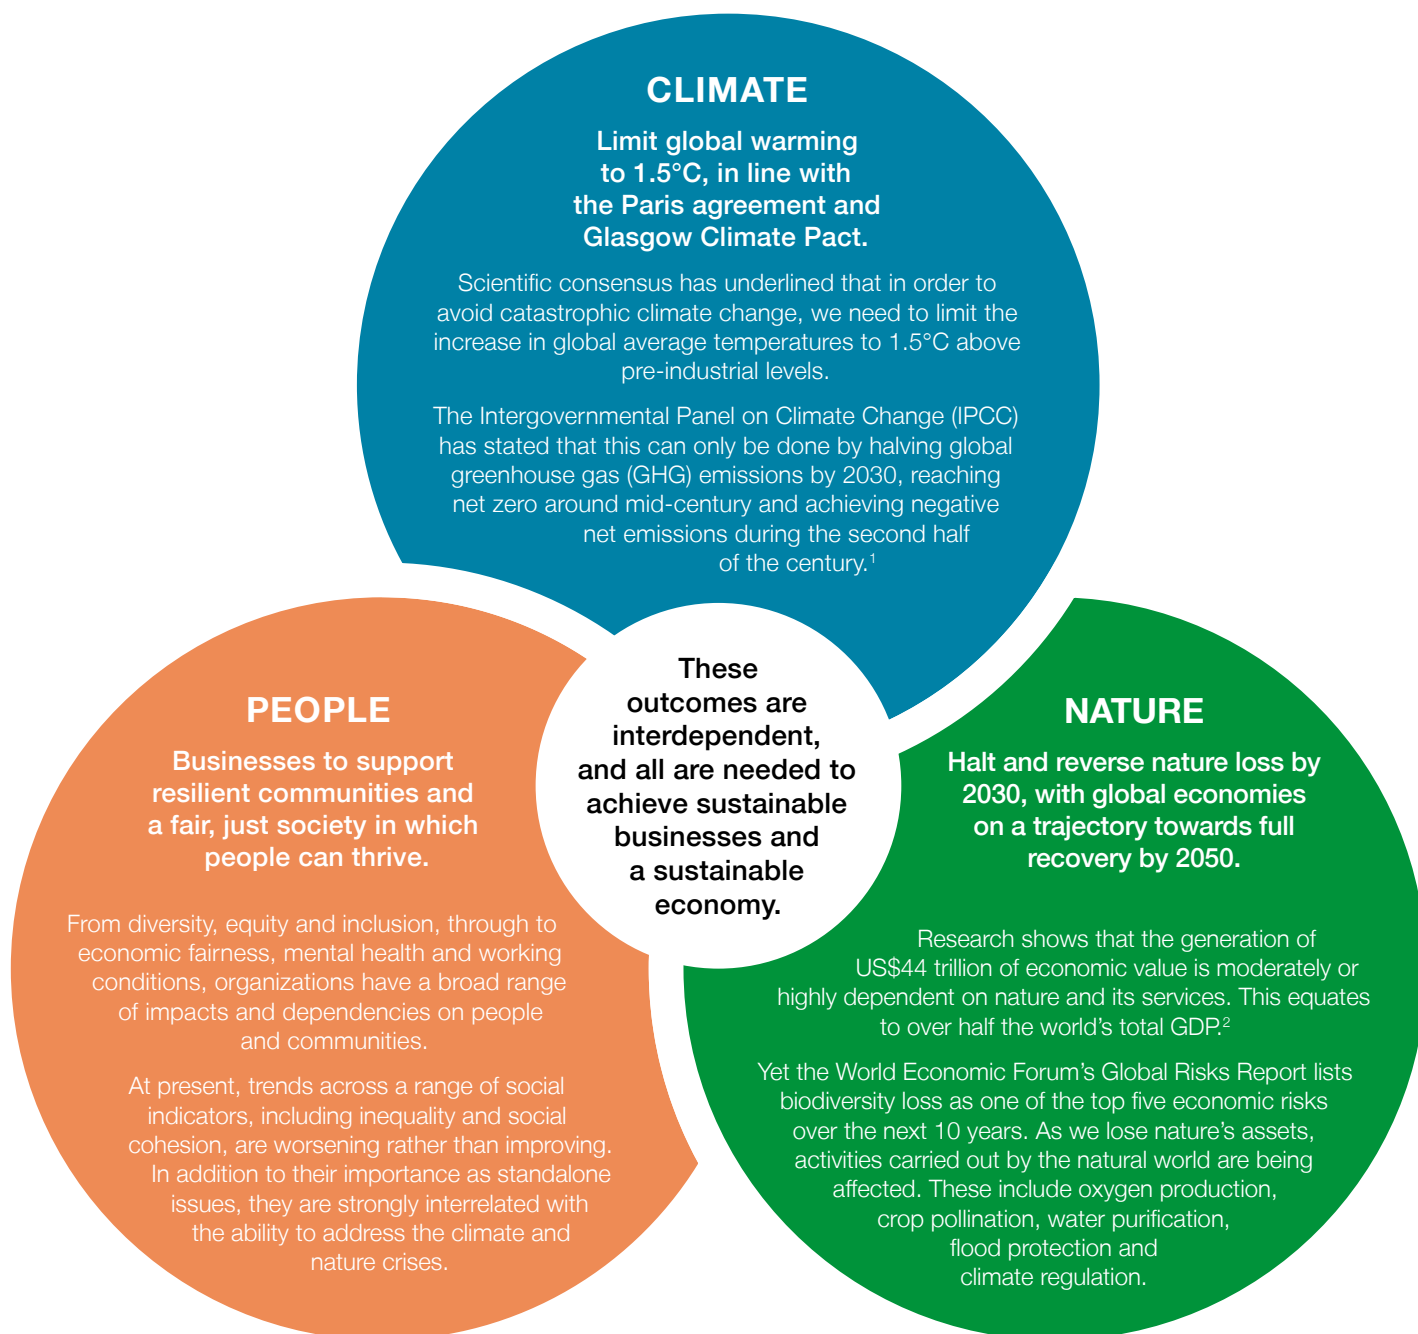 CLIMATE
Limit global warming
to 1.5°C, in line with
the Paris agreement and
Glasgow Climate Pact.
Scientific consensus has underlined that in order to
avoid catastrophic climate change, we need to limit the
increase in global average temperatures to 1.5°C above
pre-industrial levels.
The Intergovernmental Panel on Climate Change (IPCC)
has stated that this can only be done by halving global
greenhouse gas (GHG) emissions by 2030, reaching
net zero around mid-century and achieving negative
net emissions during the second half
of the century.¹
These
outcomes are
interdependent,
and all are needed to
achieve sustainable
businesses and
a sustainable
economy.
PEOPLE
Businesses to support
resilient communities and
a fair, just society in which
people can thrive.
From diversity, equity and inclusion, through to
economic fairness, mental health and working
conditions, organizations have a broad range
of impacts and dependencies on people
and communities.
At present, trends across a range of social
indicators, including inequality and social
cohesion, are worsening rather than improving.
In addition to their importance as standalone
issues, they are strongly interrelated with
the ability to address the climate and
nature crises.
NATURE
Halt and reverse nature loss by
2030, with global economies
on a trajectory towards full
recovery by 2050.
Research shows that the generation of
US$44 trillion of economic value is moderately or
highly dependent on nature and its services. This equates
to over half the world's total GDP.²
Yet the World Economic Forum's Global Risks Report lists
biodiversity loss as one of the top five economic risks
over the next 10 years. As we lose nature's assets,
activities carried out by the natural world are being
affected. These include oxygen production,
crop pollination, water purification,
flood protection and
climate regulation.